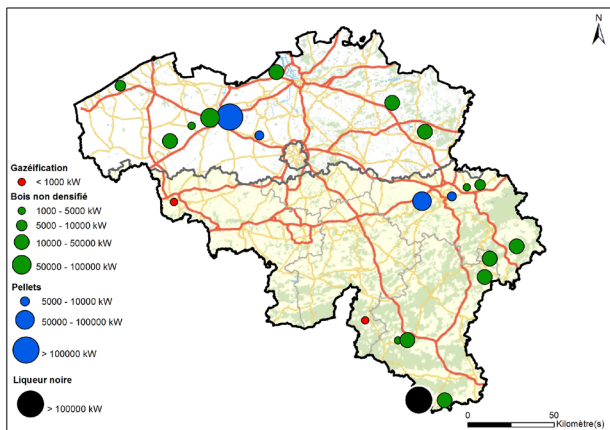 N
Gazéification
< 1000 kW
Bois non densifié
1000 - 5000 kW
5000 - 10000 kW
10000 - 50000 kW
50000 - 100000 kW
Pellets
5000 - 10000 kW
50000 - 100000 kW
> 100000 kW
Liqueur noire
> 100000 kW
0 50
Kilomètre(s)